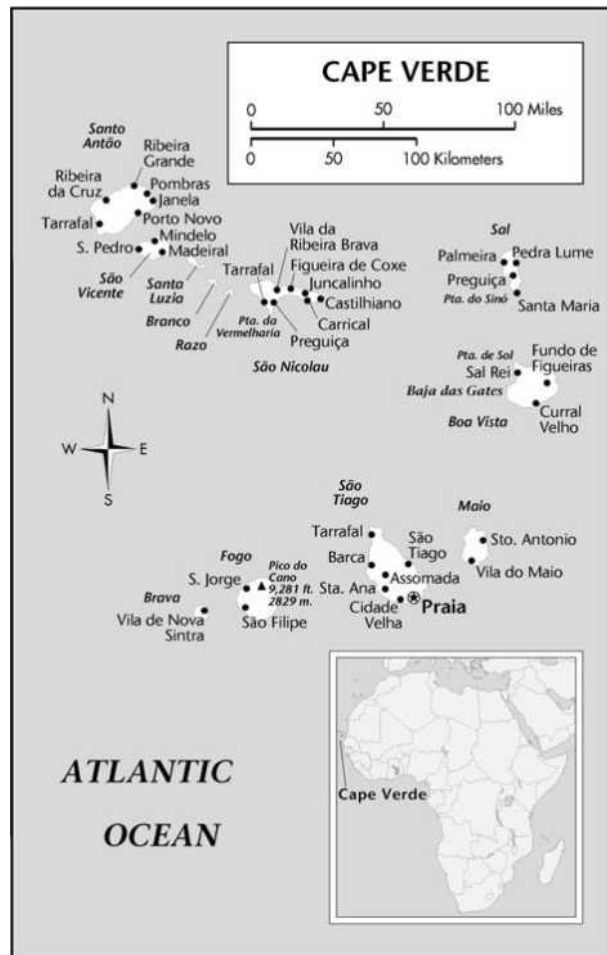 CAPE VERDE
0 50 100 Miles
0 50 100 Kilometers
Santo
Antão
Ribeira
Grande
Ribeira
da Cruz
Pombras
Janela
Tarrafal
Porto Novo
Mindelo
S. Pedro
Madeiral
São
Vicente
Santa
Luzia
Branco
Razo
Vila da
Ribeira Brava
Tarrafal
Figueira de Coxe
Juncalinho
Castilhiano
Pta. da
Vermelharia
Carrical
Preguiça
São Nicolau
Sal
Palmeira
Pedra Lume
Preguiça
Pta. do Sinó
Santa Maria
Pta. de Sol
Fundo de
Figueiras
Sal Rei
Baja das Gates
Boa Vista
Curral
Velho
N
W E
S
São
Tiago
Maio
Tarrafal
São
Tiago
Sto. Antonio
Barca
Vila do Maio
Assomada
Sta. Ana
Cidade
Velha
Praia
Fogo
Pico do
Cano
9,281 ft.
2829 m.
S. Jorge
Brava
Vila de Nova
Sintra
São Filipe
ATLANTIC
OCEAN
Cape Verde